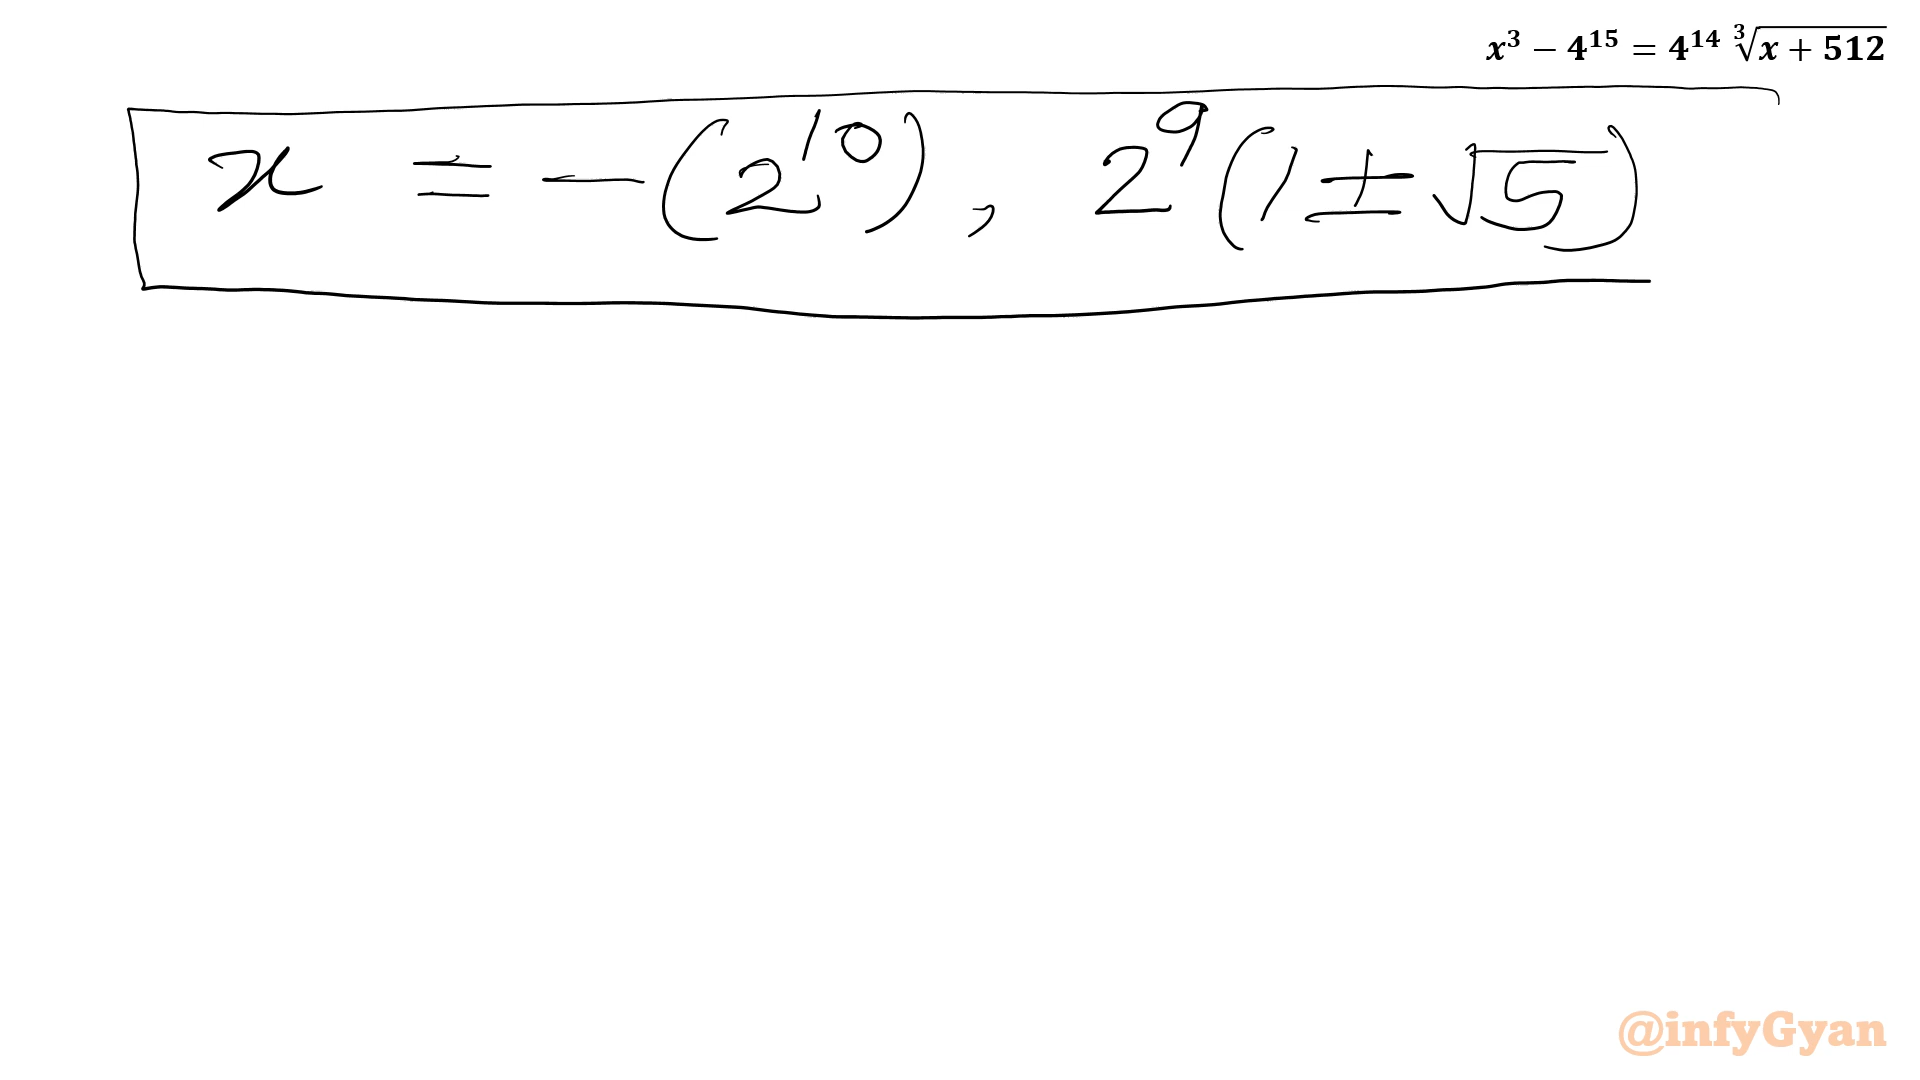 x³ − 4¹⁵ = 4¹⁴ ∛(x + 512)
x = −(2¹⁰) , 2⁹(1 ± √5)
@infyGyan